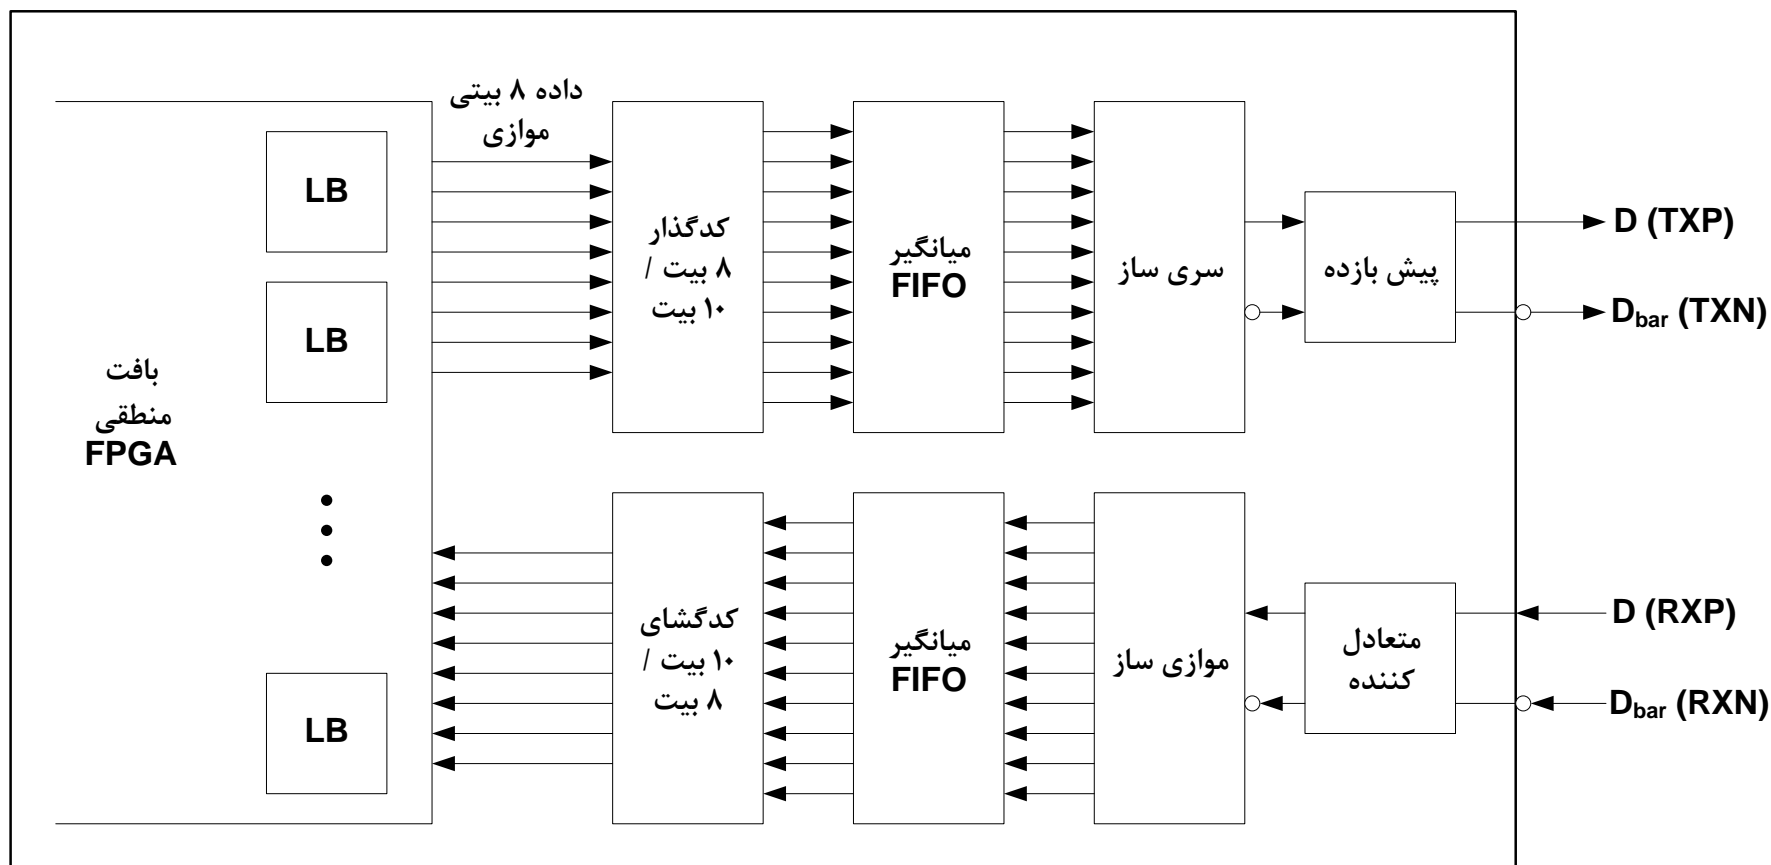 داده ۸ بیتی
موازی
LB
LB
LB
بافت
منطقی
FPGA
کدگذار
۸ بیت /
۱۰ بیت
میانگیر
FIFO
سری ساز
پیش بازده
D (TXP)
Dbar (TXN)
کدگشای
۱۰ بیت /
۸ بیت
میانگیر
FIFO
موازی ساز
متعادل
کننده
D (RXP)
Dbar (RXN)